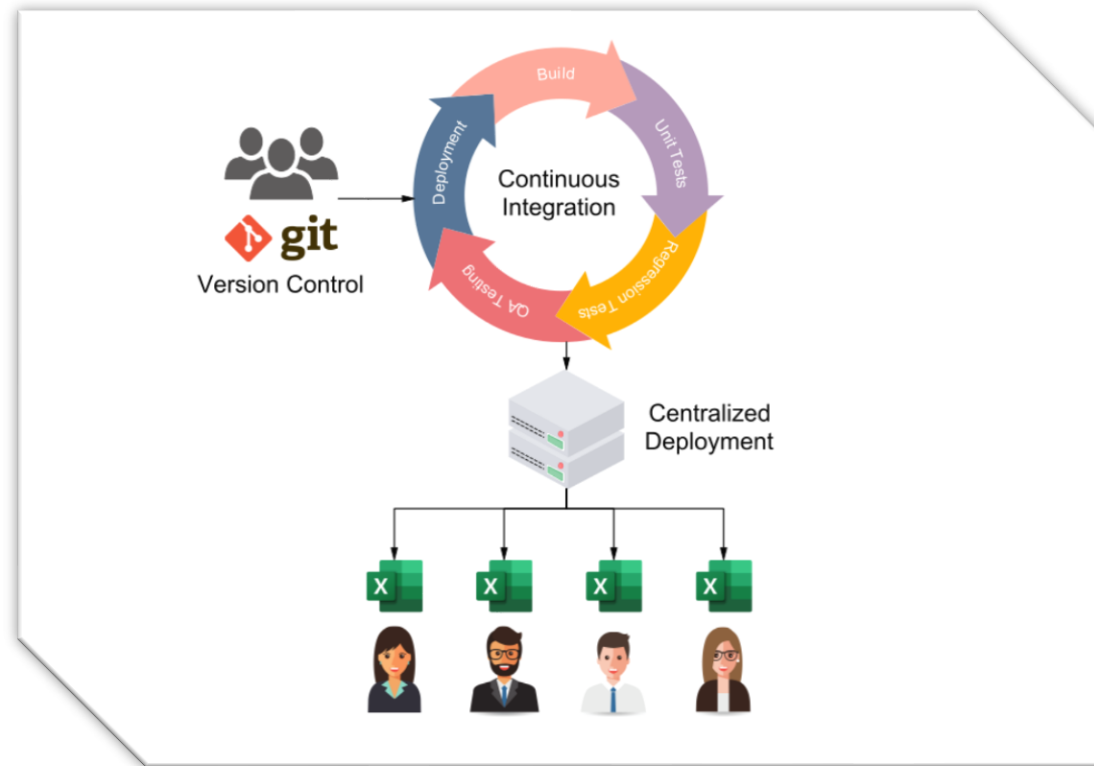 Build
Unit Tests
Regression Tests
QA Testing
Deployment
Continuous
Integration
git
Version Control
Centralized
Deployment
X
X
X
X